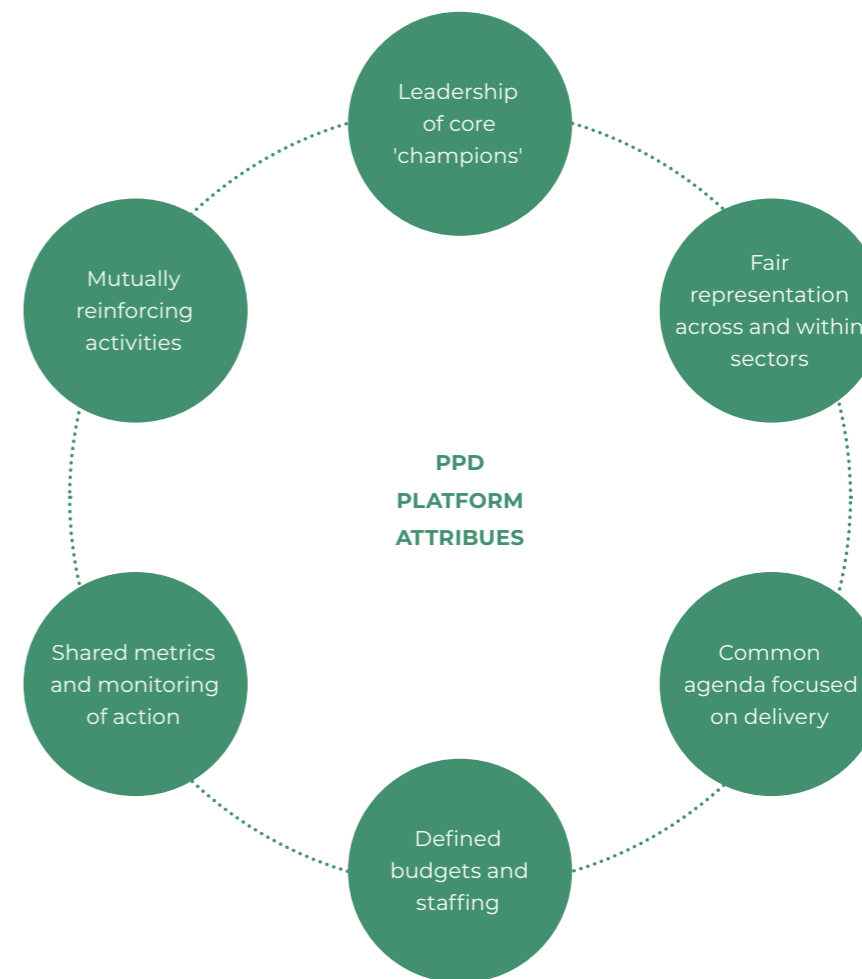 Leadership
of core
'champions'
Fair
representation
across and within
sectors
Common
agenda focused
on delivery
Defined
budgets and
staffing
Shared metrics
and monitoring
of action
Mutually
reinforcing
activities
PPD
PLATFORM
ATTRIBUES